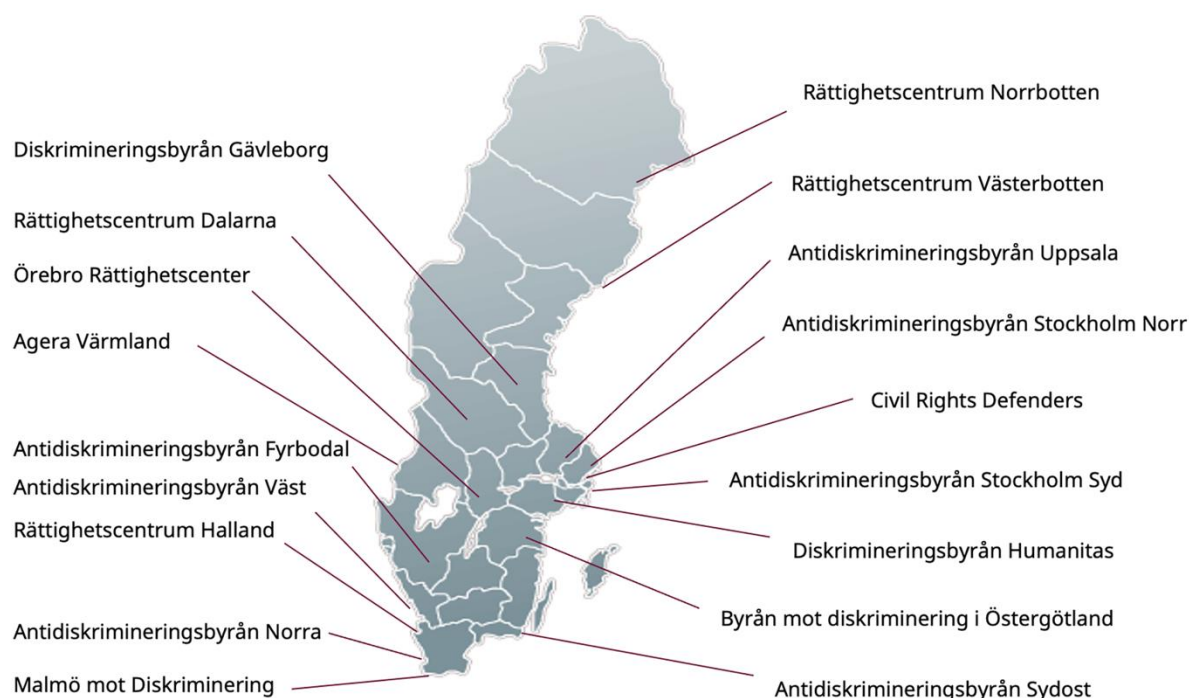 Diskrimineringsbyrån Gävleborg
Rättighetscentrum Dalarna
Örebro Rättighetscenter
Agera Värmland
Antidiskrimineringsbyrån Fyrbodal
Antidiskrimineringsbyrån Väst
Rättighetscentrum Halland
Antidiskrimineringsbyrån Norra
Malmö mot Diskriminering
Rättighetscentrum Norrbotten
Rättighetscentrum Västerbotten
Antidiskrimineringsbyrån Uppsala
Antidiskrimineringsbyrån Stockholm Norr
Civil Rights Defenders
Antidiskrimineringsbyrån Stockholm Syd
Diskrimineringsbyrån Humanitas
Byrån mot diskriminering i Östergötland
Antidiskrimineringsbyrån Sydost